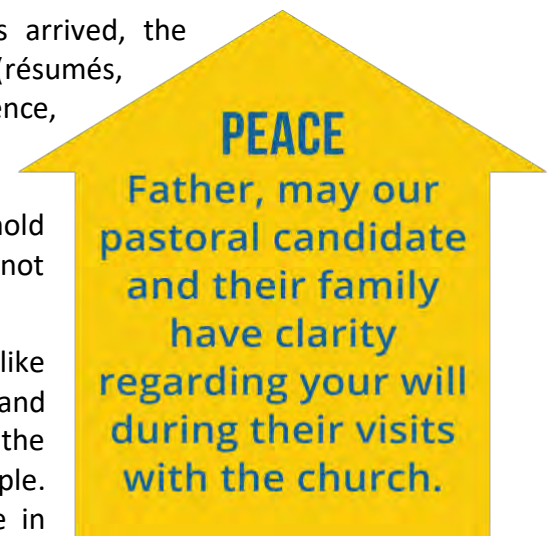 s arrived, the
(résumés,
ence,
hold
not
like
and
the
ple.
e in
PEACE
Father, may our
pastoral candidate
and their family
have clarity
regarding your will
during their visits
with the church.